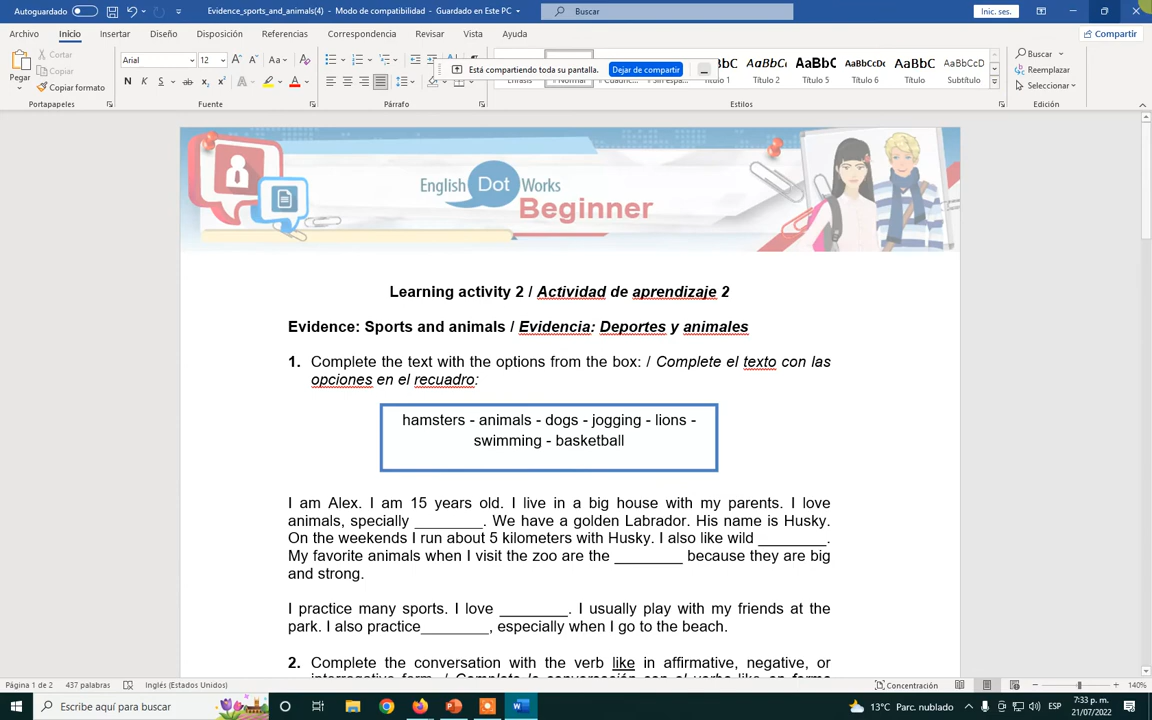 Autoguardado
Evidence_sports_and_animals(4) - Modo de compatibilidad - Guardado en Este PC
Buscar
Inic. ses.
Archivo Inicio Insertar Diseño Disposición Referencias Correspondencia Revisar Vista Ayuda
Compartir
Pegar
Cortar
Copiar
Copiar formato
Arial 12
Está compartiendo toda su pantalla. Dejar de compartir
Título 2 Título 5 Título 6 Título Subtítulo
Buscar
Reemplazar
Seleccionar
Portapapeles Fuente Párrafo Estilos Edición
English Dot Works
Beginner
Learning activity 2 / Actividad de aprendizaje 2
Evidence: Sports and animals / Evidencia: Deportes y animales
1. Complete the text with the options from the box: / Complete el texto con las
opciones en el recuadro:
hamsters - animals - dogs - jogging - lions -
swimming - basketball
I am Alex. I am 15 years old. I live in a big house with my parents. I love
animals, specially ________. We have a golden Labrador. His name is Husky.
On the weekends I run about 5 kilometers with Husky. I also like wild ________.
My favorite animals when I visit the zoo are the ________ because they are big
and strong.
I practice many sports. I love ________. I usually play with my friends at the
park. I also practice________, especially when I go to the beach.
2. Complete the conversation with the verb like in affirmative, negative, or
Página 1 de 2 437 palabras Inglés (Estados Unidos) Concentración 140%
Escribe aquí para buscar
13°C Parc. nublado
ESP
7:33 p. m.
21/07/2022